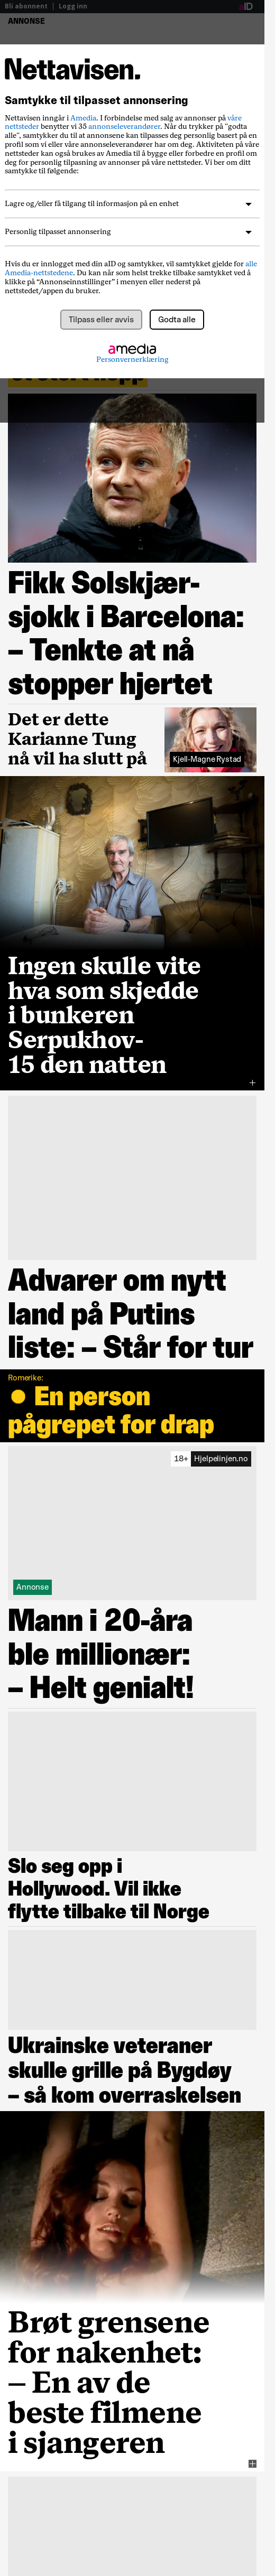 Bli abonnent | Logg inn
aID
ANNONSE
Nettavisen.
Samtykke til tilpasset annonsering
Nettavisen inngår i Amedia. I forbindelse med salg av annonser på våre
nettsteder benytter vi 35 annonseleverandører. Når du trykker på "godta
alle", samtykker du til at annonsene kan tilpasses deg personlig basert på en
profil som vi eller våre annonseleverandører har om deg. Aktiviteten på våre
nettsteder kan også brukes av Amedia til å bygge eller forbedre en profil om
deg for personlig tilpasning av annonser på våre nettsteder. Vi ber om ditt
samtykke til følgende:
Lagre og/eller få tilgang til informasjon på en enhet
Personlig tilpasset annonsering
Hvis du er innlogget med din aID og samtykker, vil samtykket gjelde for alle
Amedia-nettstedene. Du kan når som helst trekke tilbake samtykket ved å
klikke på “Annonseinnstillinger” i menyen eller nederst på
nettstedet/appen du bruker.
Tilpass eller avvis
Godta alle
amedia
Personvernerklæring
Fikk Solskjær-
sjokk i Barcelona:
– Tenkte at nå
stopper hjertet
Det er dette
Karianne Tung
nå vil ha slutt på
Kjell-Magne Rystad
Ingen skulle vite
hva som skjedde
i bunkeren
Serpukhov-
15 den natten
Advarer om nytt
land på Putins
liste: – Står for tur
Romerike:
En person
pågrepet for drap
18+ Hjelpelinjen.no
Annonse
Mann i 20-åra
ble millionær:
– Helt genialt!
Slo seg opp i
Hollywood. Vil ikke
flytte tilbake til Norge
Ukrainske veteraner
skulle grille på Bygdøy
– så kom overraskelsen
Brøt grensene
for nakenhet:
– En av de
beste filmene
i sjangeren